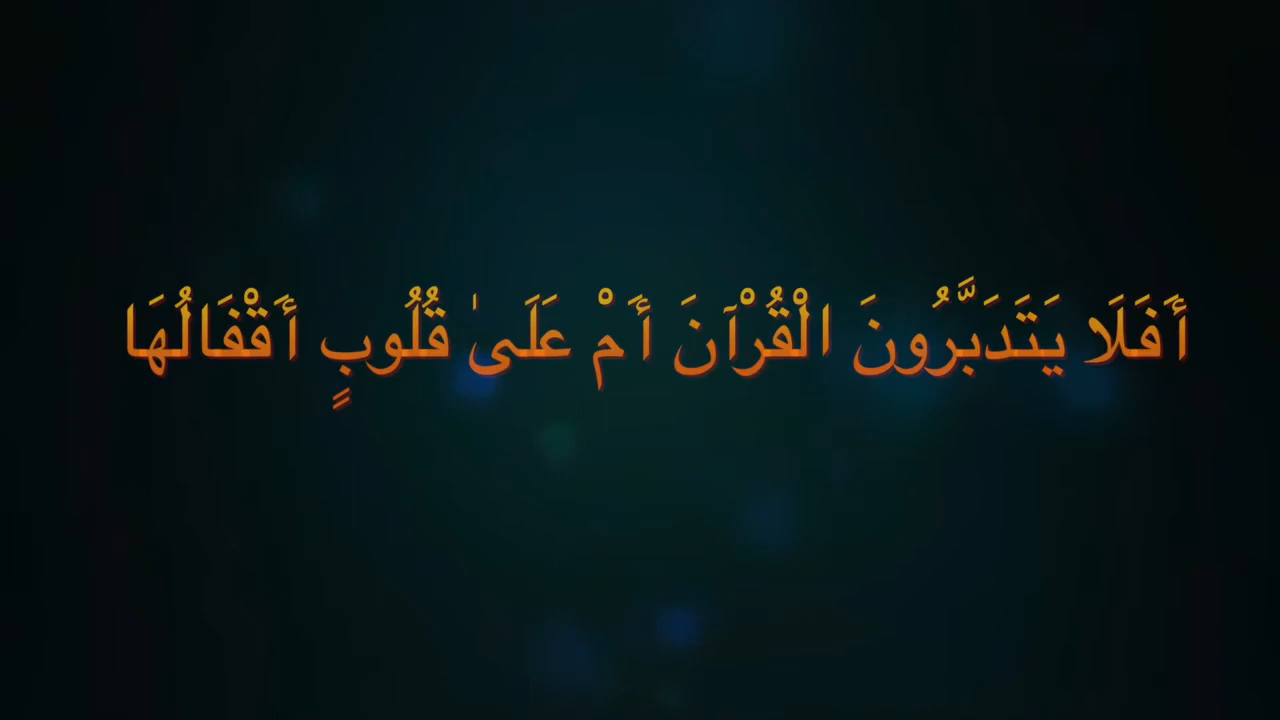 أَفَلَا يَتَدَبَّرُونَ الْقُرْآنَ أَمْ عَلَىٰ قُلُوبٍ أَقْفَالُهَا